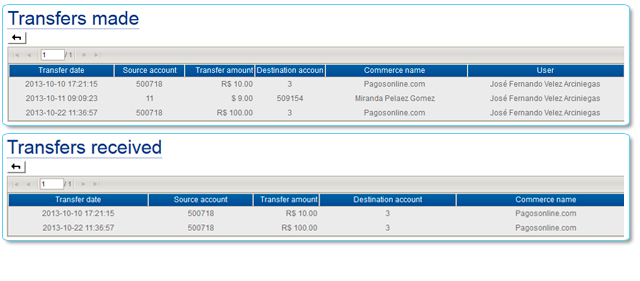 Transfers made
1 / 1
Transfer date Source account Transfer amount Destination accoun Commerce name User
2013-10-10 17:21:15 500718 R$ 10.00 3 Pagosonline.com José Fernando Velez Arciniegas
2013-10-11 09:09:23 11 $ 9.00 509154 Miranda Pelaez Gomez José Fernando Velez Arciniegas
2013-10-22 11:36:57 500718 R$ 100.00 3 Pagosonline.com José Fernando Velez Arciniegas
Transfers received
1 / 1
Transfer date Source account Transfer amount Destination account Commerce name
2013-10-10 17:21:15 500718 R$ 10.00 3 Pagosonline.com
2013-10-22 11:36:57 500718 R$ 100.00 3 Pagosonline.com